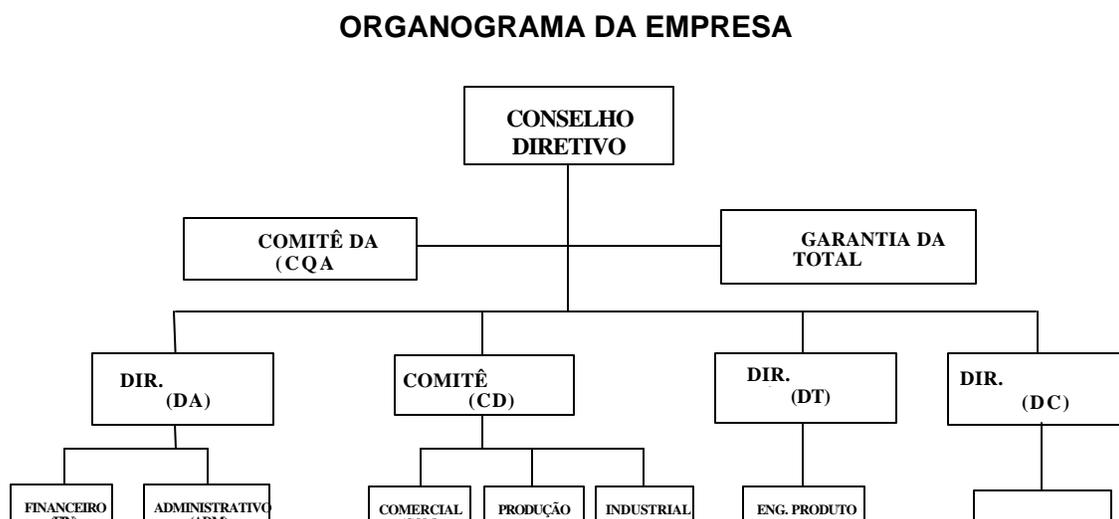 ORGANOGRAMA DA EMPRESA
CONSELHO
DIRETIVO
COMITÊ DA
(CQA
GARANTIA DA
TOTAL
DIR.
(DA)
COMITÊ
(CD)
DIR.
(DT)
DIR.
(DC)
FINANCEIRO
ADMINISTRATIVO
COMERCIAL
PRODUÇÃO
INDUSTRIAL
ENG. PRODUTO